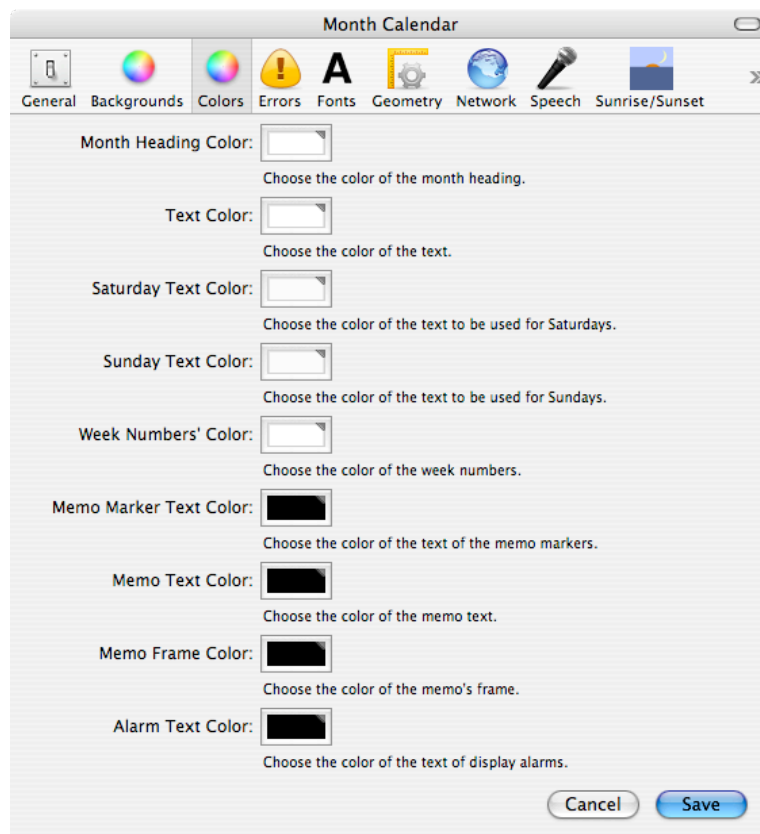 Month Calendar
General Backgrounds Colors Errors Fonts Geometry Network Speech Sunrise/Sunset »
Month Heading Color:
Choose the color of the month heading.
Text Color:
Choose the color of the text.
Saturday Text Color:
Choose the color of the text to be used for Saturdays.
Sunday Text Color:
Choose the color of the text to be used for Sundays.
Week Numbers' Color:
Choose the color of the week numbers.
Memo Marker Text Color:
Choose the color of the text of the memo markers.
Memo Text Color:
Choose the color of the memo text.
Memo Frame Color:
Choose the color of the memo's frame.
Alarm Text Color:
Choose the color of the text of display alarms.
Cancel Save